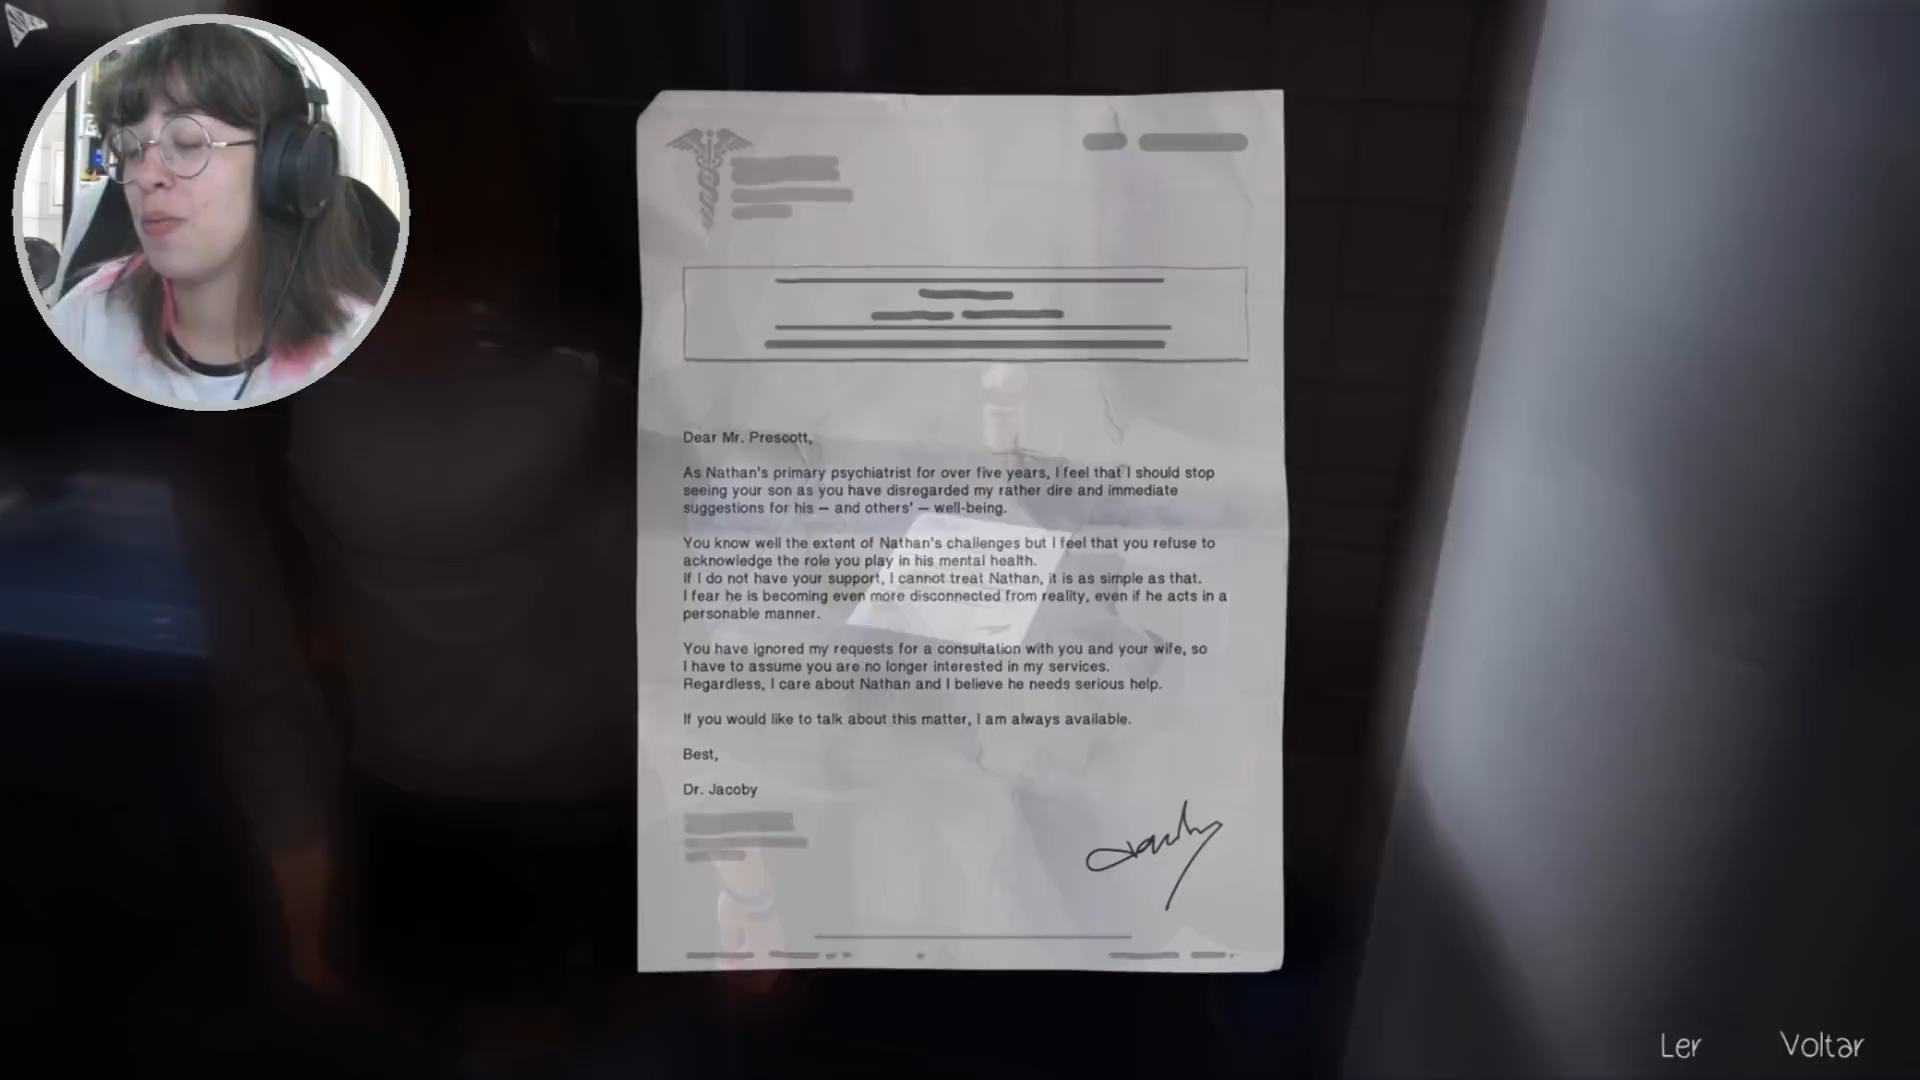 Dear Mr. Prescott,
As Nathan's primary psychiatrist for over five years, I feel that I should stop
seeing your son as you have disregarded my rather dire and immediate
suggestions for his – and others' – well-being.
You know well the extent of Nathan's challenges but I feel that you refuse to
acknowledge the role you play in his mental health.
If I do not have your support, I cannot treat Nathan, it is as simple as that.
I fear he is becoming even more disconnected from reality, even if he acts in a
personable manner.
You have ignored my requests for a consultation with you and your wife, so
I have to assume you are no longer interested in my services.
Regardless, I care about Nathan and I believe he needs serious help.
If you would like to talk about this matter, I am always available.
Best,
Dr. Jacoby
Ler
Voltar